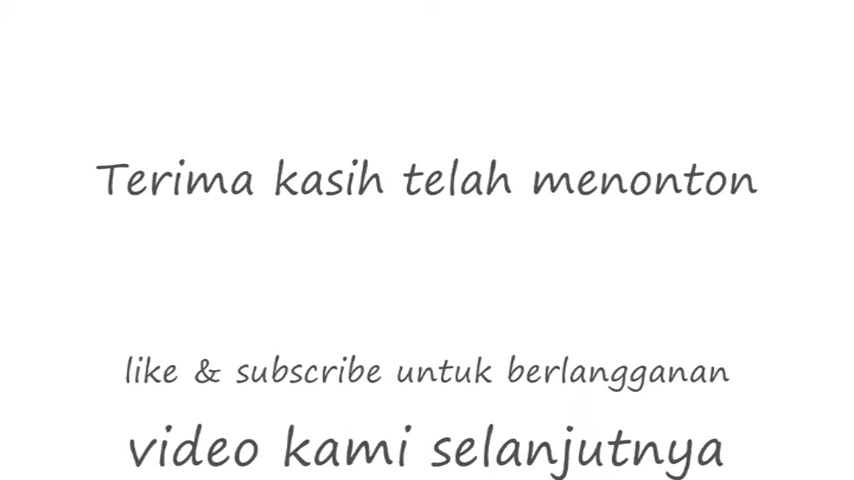 Terima kasih telah menonton
like & subscribe untuk berlangganan
video kami selanjutnya